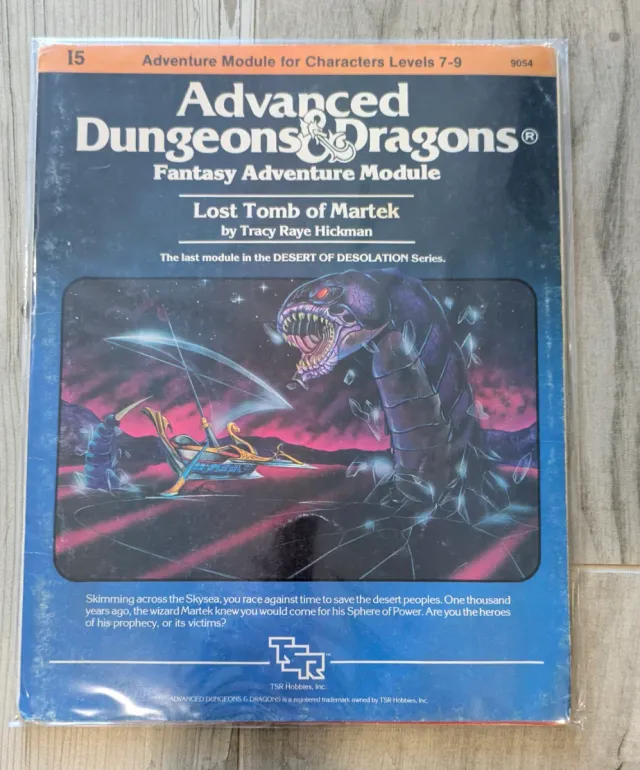 I5 Adventure Module for Characters Levels 7-9 9054
Advanced
Dungeons & Dragons®
Fantasy Adventure Module
Lost Tomb of Martek
by Tracy Raye Hickman
The last module in the DESERT OF DESOLATION Series.
Skimming across the Skysea, you race against time to save the desert peoples. One thousand
years ago, the wizard Martek knew you would come for his Sphere of Power. Are you the heroes
of his prophecy, or its victims?
TSR™
TSR Hobbies, Inc.
ADVANCED DUNGEONS & DRAGONS is a registered trademark owned by TSR Hobbies, Inc.